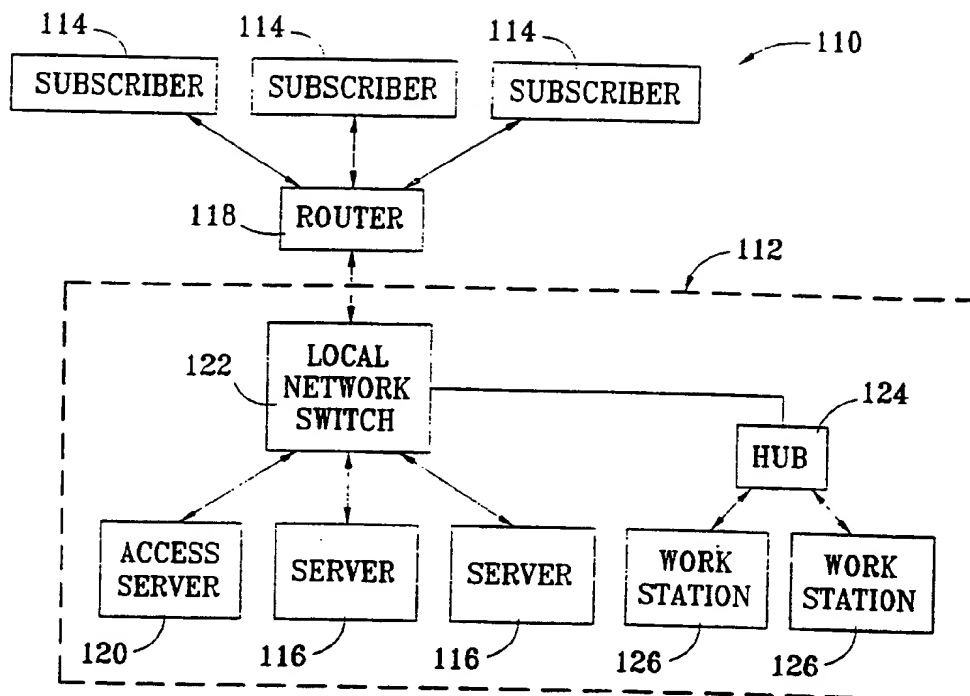 114
114
114
110
SUBSCRIBER
SUBSCRIBER
SUBSCRIBER
118
ROUTER
112
122
LOCAL
NETWORK
SWITCH
124
HUB
ACCESS
SERVER
SERVER
SERVER
WORK
STATION
WORK
STATION
120
116
116
126
126